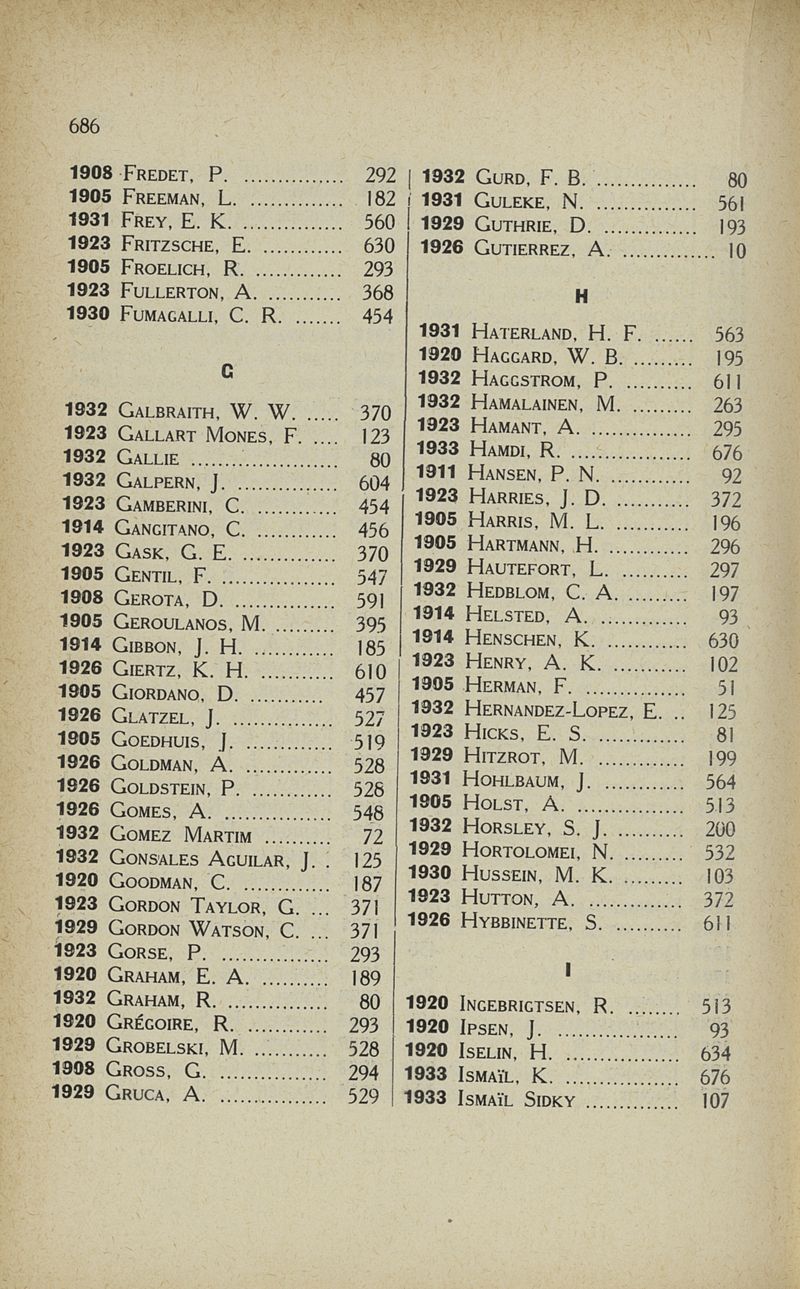 686
1908 FREDET, P. ............... 292
1905 FREEMAN, L. .............. 182
1931 FREY, E. K. .............. 560
1923 FRITZSCHE, E. ............ 630
1905 FROELICH, R. ............. 293
1923 FULLERTON, A. ........... 368
1930 FUMAGALLI, C. R. ....... 454
G
1932 GALBRAITH, W. W. ..... 370
1923 GALLART MONES, F. .... 123
1932 GALLIE ...................... 80
1932 GALPERN, J. .............. 604
1923 GAMBERINI, C. ............ 454
1914 GANGITANO, C. ............ 456
1923 GASK, G. E. .............. 370
1905 GENTIL, F. ................. 547
1908 GEROTA, D. ............... 591
1905 GEROULANOS, M. ......... 395
1914 GIBBON, J. H. ............ 185
1926 GIERTZ, K. H. ........... 610
1905 GIORDANO, D. ........... 457
1926 GLATZEL, J. ............... 527
1905 GOEDHUIS, J. ............. 519
1926 GOLDMAN, A. ............. 528
1926 GOLDSTEIN, P. ............ 528
1926 GOMES, A. ................ 548
1932 GOMEZ MARTIM .......... 72
1932 GONSALES AGUILAR, J. . 125
1920 GOODMAN, C. ............. 187
1923 GORDON TAYLOR, G. ... 371
1929 GORDON WATSON, C. ... 371
1923 GORSE, P. ................ 293
1920 GRAHAM, E. A. .......... 189
1932 GRAHAM, R. .............. 80
1920 GRÉGOIRE, R. ............ 293
1929 GROBELSKI, M. ........... 528
1908 GROSS, G. ................ 294
1929 GRUCA, A. ................ 529
1932 GURD, F. B. ............... 80
1931 GULEKE, N. ............... 561
1929 GUTHRIE, D. .............. 193
1926 GUTIERREZ, A. .............. 10
H
1931 HATERLAND, H. F. ...... 563
1920 HAGGARD, W. B. ......... 195
1932 HAGGSTROM, P. .......... 611
1932 HAMALAINEN, M. ......... 263
1923 HAMANT, A. .............. 295
1933 HAMDI, R. ................. 676
1911 HANSEN, P. N. ............ 92
1923 HARRIES, J. D. ........... 372
1905 HARRIS, M. L. ............ 196
1905 HARTMANN, H. ............ 296
1929 HAUTEFORT, L. .......... 297
1932 HEDBLOM, C. A. ......... 197
1914 HELSTED, A. ............. 93
1914 HENSCHEN, K. ............ 630
1923 HENRY, A. K. ............ 102
1905 HERMAN, F. .............. 51
1932 HERNANDEZ-LOPEZ, E. .. 125
1923 HICKS, E. S. ............. 81
1929 HITZROT, M. ............. 199
1931 HOHLBAUM, J. ............ 564
1905 HOLST, A. ............... 513
1932 HORSLEY, S. J. .......... 200
1929 HORTOLOMEI, N. ......... 532
1930 HUSSEIN, M. K. ......... 103
1923 HUTTON, A. .............. 372
1926 HYBBINETTE, S. .......... 611
I
1920 INGEBRIGTSEN, R. ........ 513
1920 IPSEN, J. ................. 93
1920 ISELIN, H. ................ 634
1933 ISMAÏL, K. ................ 676
1933 ISMAÏL SIDKY .............. 107